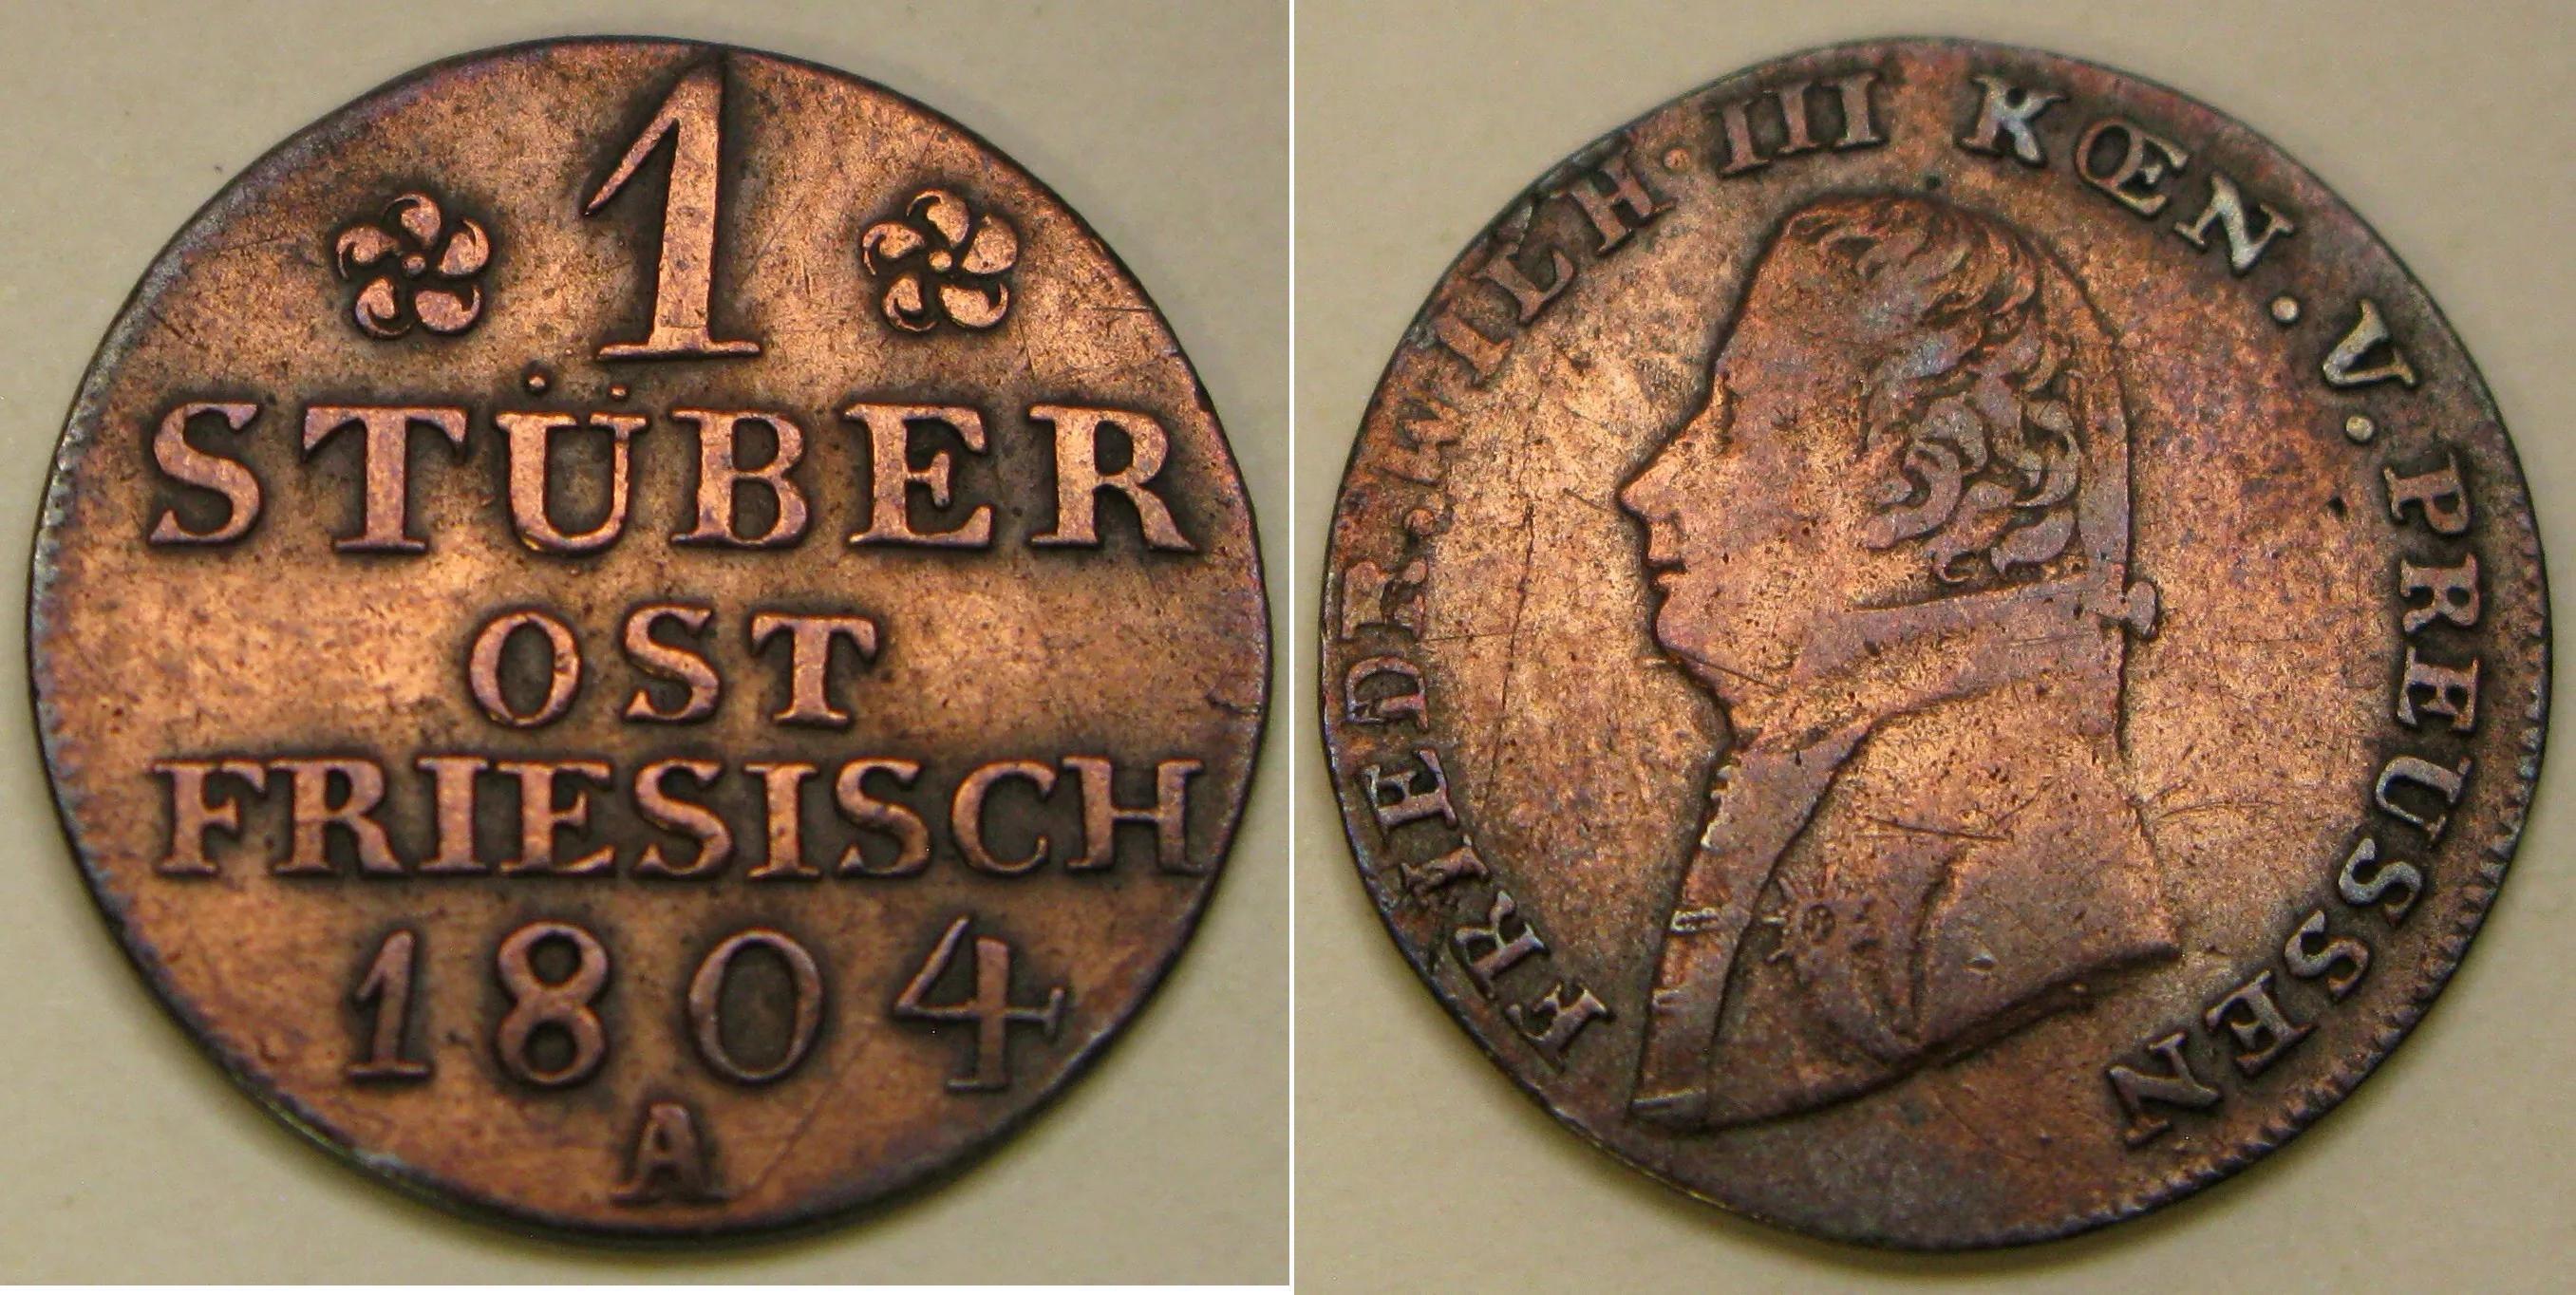 1
STÜBER
OST
FRIESISCH
1804
A
FRIEDR·WILH·III KŒN·V·PREUSSEN